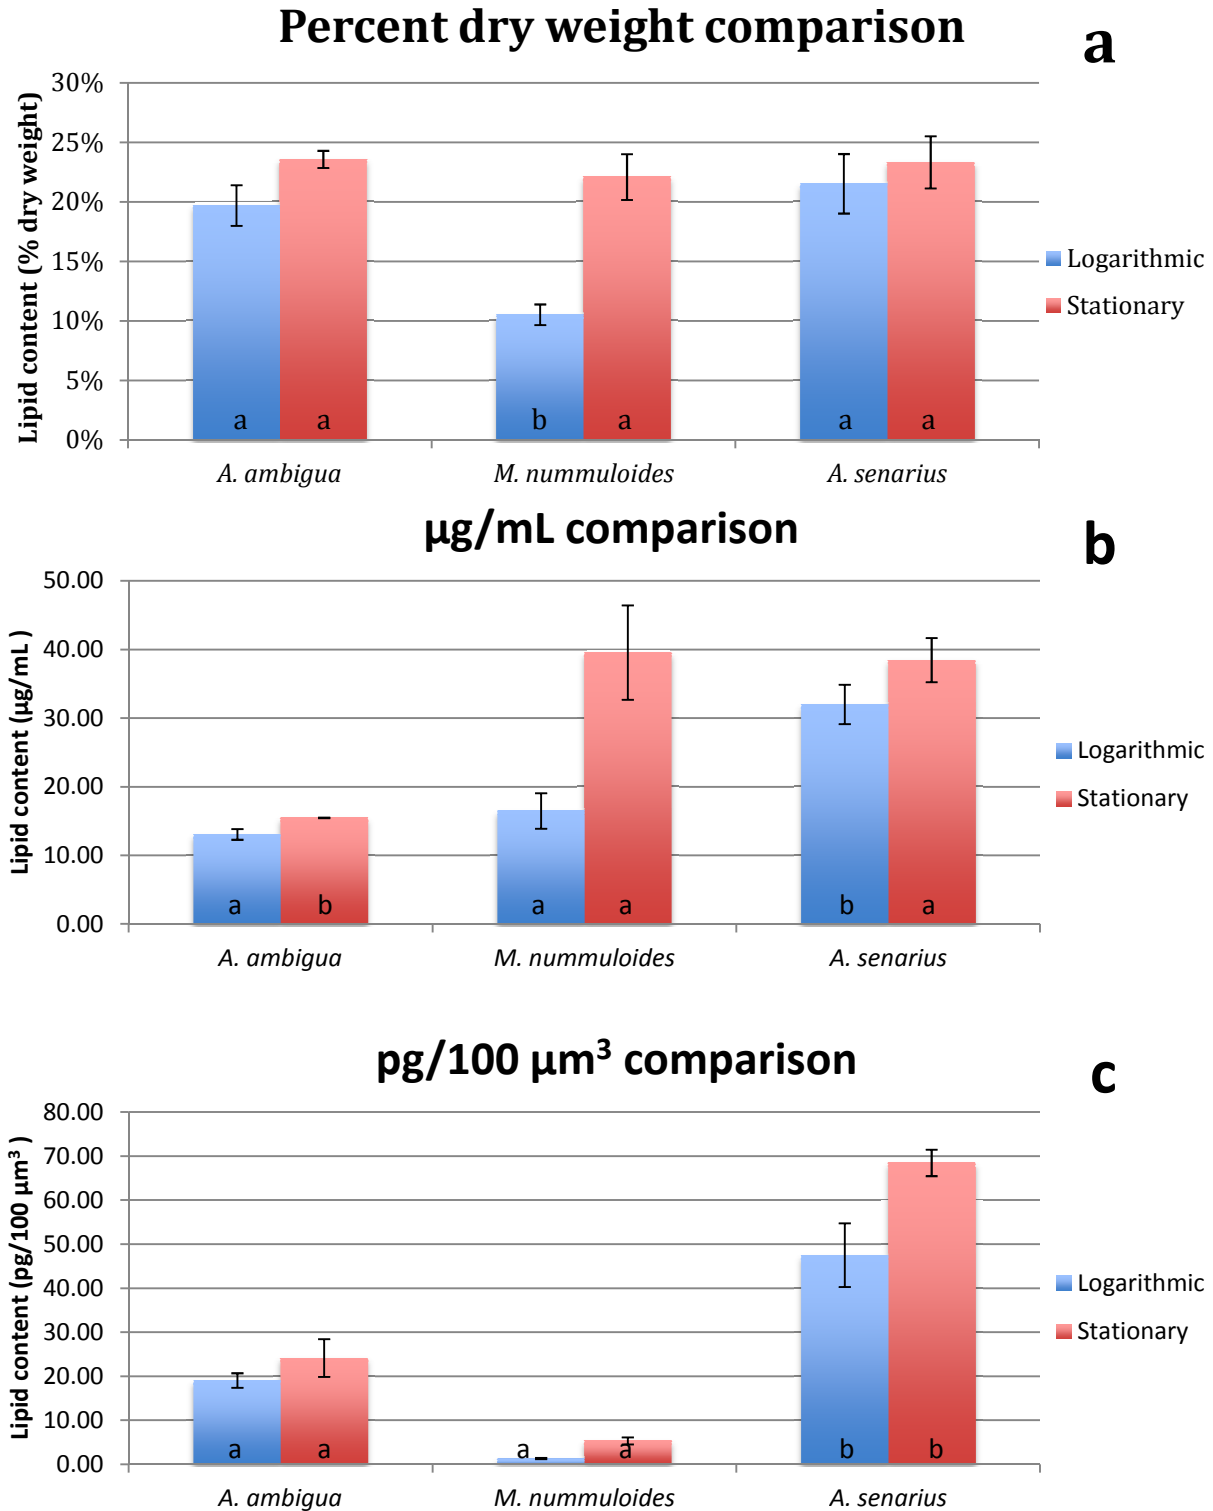 Percent dry weight comparison
a
Lipid content (% dry weight)
30%
25%
20%
15%
10%
5%
0%
a a b a a a
A. ambigua M. nummuloides A. senarius
Logarithmic
Stationary
µg/mL comparison
b
Lipid content (µg/mL )
50.00
40.00
30.00
20.00
10.00
0.00
a b a a b a
A. ambigua M. nummuloides A. senarius
Logarithmic
Stationary
pg/100 µm³ comparison
c
Lipid content (pg/100 µm³ )
80.00
70.00
60.00
50.00
40.00
30.00
20.00
10.00
0.00
a a a a b b
A. ambigua M. nummuloides A. senarius
Logarithmic
Stationary